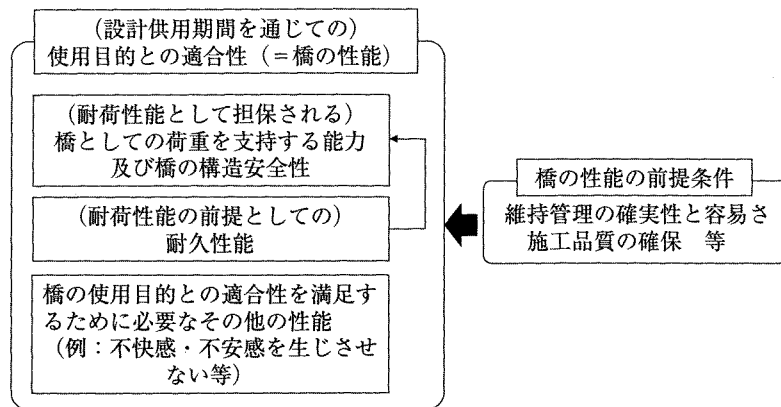 (設計供用期間を通じての)
使用目的との適合性(=橋の性能)
(耐荷性能として担保される)
橋としての荷重を支持する能力
及び橋の構造安全性
(耐荷性能の前提としての)
耐久性能
橋の使用目的との適合性を満足す
るために必要なその他の性能
(例:不快感・不安感を生じさせ
ない等)
橋の性能の前提条件
維持管理の確実性と容易さ
施工品質の確保 等